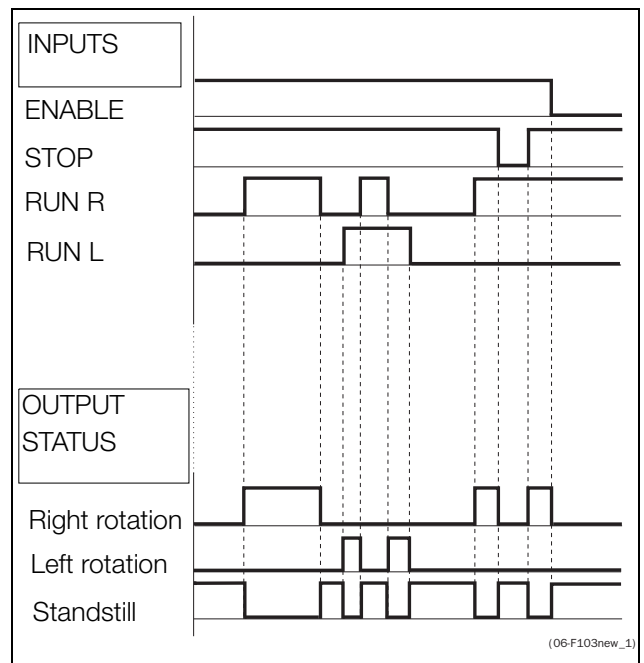 INPUTS
ENABLE
STOP
RUN R
RUN L
OUTPUT
STATUS
Right rotation
Left rotation
Standstill
(06-F103new_1)